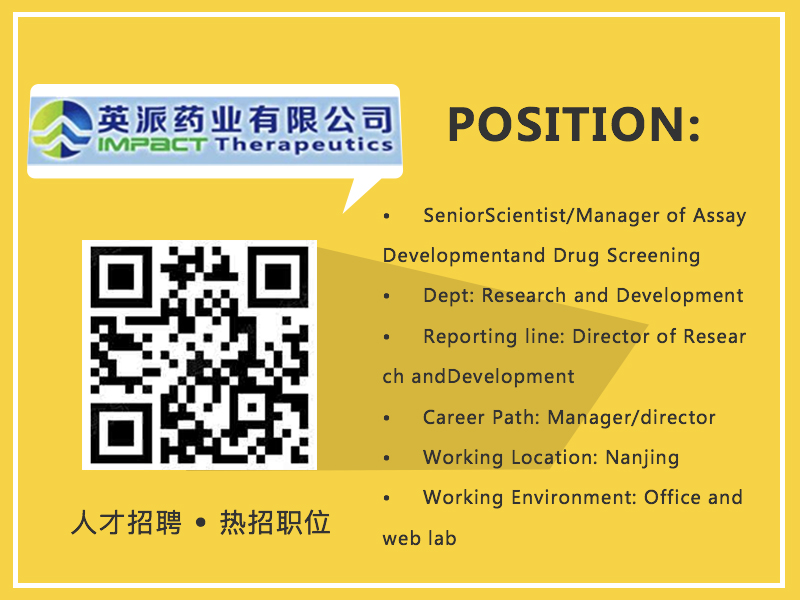 英派药业有限公司
IMPACT Therapeutics
POSITION:
• SeniorScientist/Manager of Assay
Developmentand Drug Screening
• Dept: Research and Development
• Reporting line: Director of Resear
ch andDevelopment
• Career Path: Manager/director
• Working Location: Nanjing
• Working Environment: Office and
web lab
人才招聘 • 热招职位